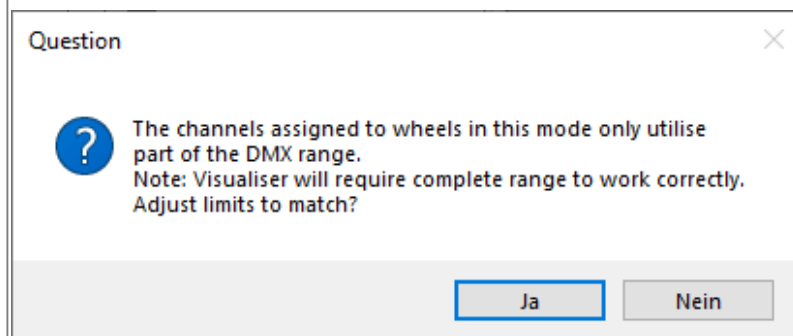 Question
The channels assigned to wheels in this mode only utilise
part of the DMX range.
Note: Visualiser will require complete range to work correctly.
Adjust limits to match?
Ja
Nein